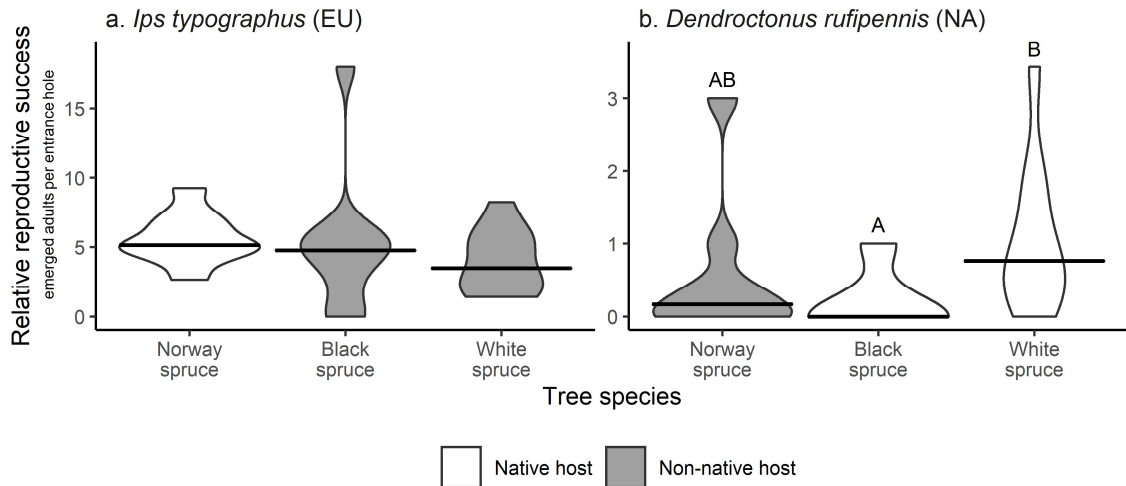 a. Ips typographus (EU)
b. Dendroctonus rufipennis (NA)
Relative reproductive success
emerged adults per entrance hole
15
10
5
0
Norway
spruce
Black
spruce
White
spruce
3
2
1
0
AB
A
B
Norway
spruce
Black
spruce
White
spruce
Tree species
Native host
Non-native host